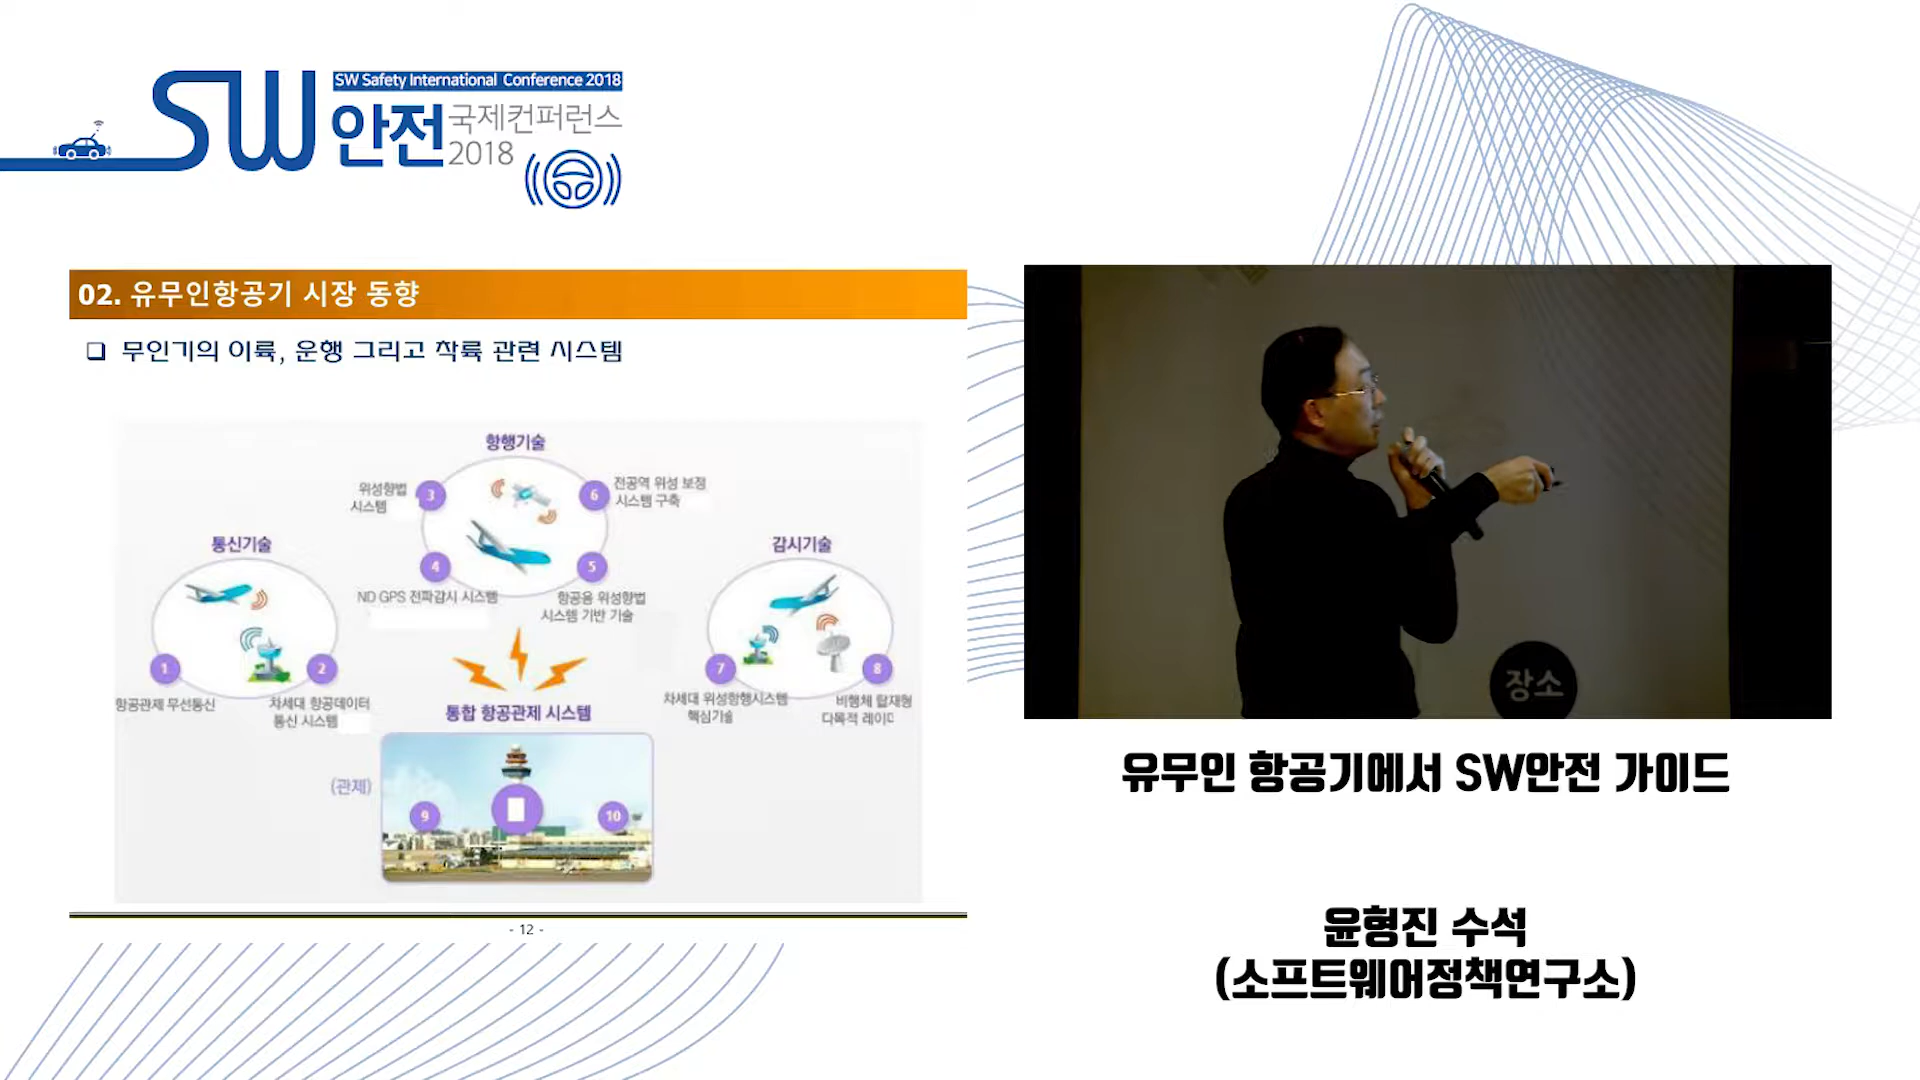 SW Safety International Conference 2018
SW 안전 국제컨퍼런스
2018
02. 유무인항공기 시장 동향
❑ 무인기의 이륙, 운행 그리고 착륙 관련 시스템
항행기술
위성항법
시스템
3
6
전공역 위성 보정
시스템 구축
4
5
ND GPS 전파감시 시스템
항공용 위성항법
시스템 기반 기술
통신기술
1
2
항공관제 무선통신
차세대 항공데이터
통신 시스템
감시기술
7
8
차세대 위성항행시스템
핵심기술
비행체 탑재형
다목적 레이더
통합 항공관제 시스템
(관제)
9
10
- 12 -
장소
유무인 항공기에서 SW안전 가이드
윤형진 수석
(소프트웨어정책연구소)